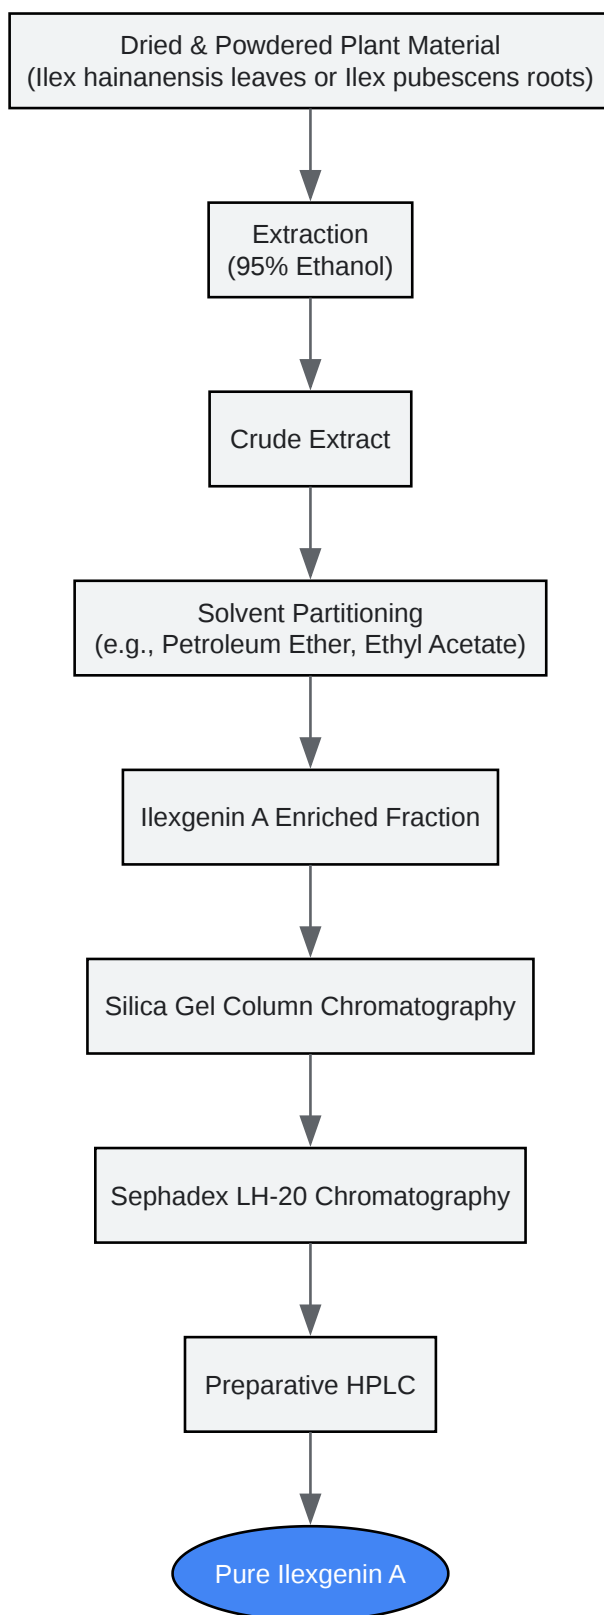 Dried & Powdered Plant Material
(Ilex hainanensis leaves or Ilex pubescens roots)
Extraction
(95% Ethanol)
Crude Extract
Solvent Partitioning
(e.g., Petroleum Ether, Ethyl Acetate)
Ilexgenin A Enriched Fraction
Silica Gel Column Chromatography
Sephadex LH-20 Chromatography
Preparative HPLC
Pure Ilexgenin A